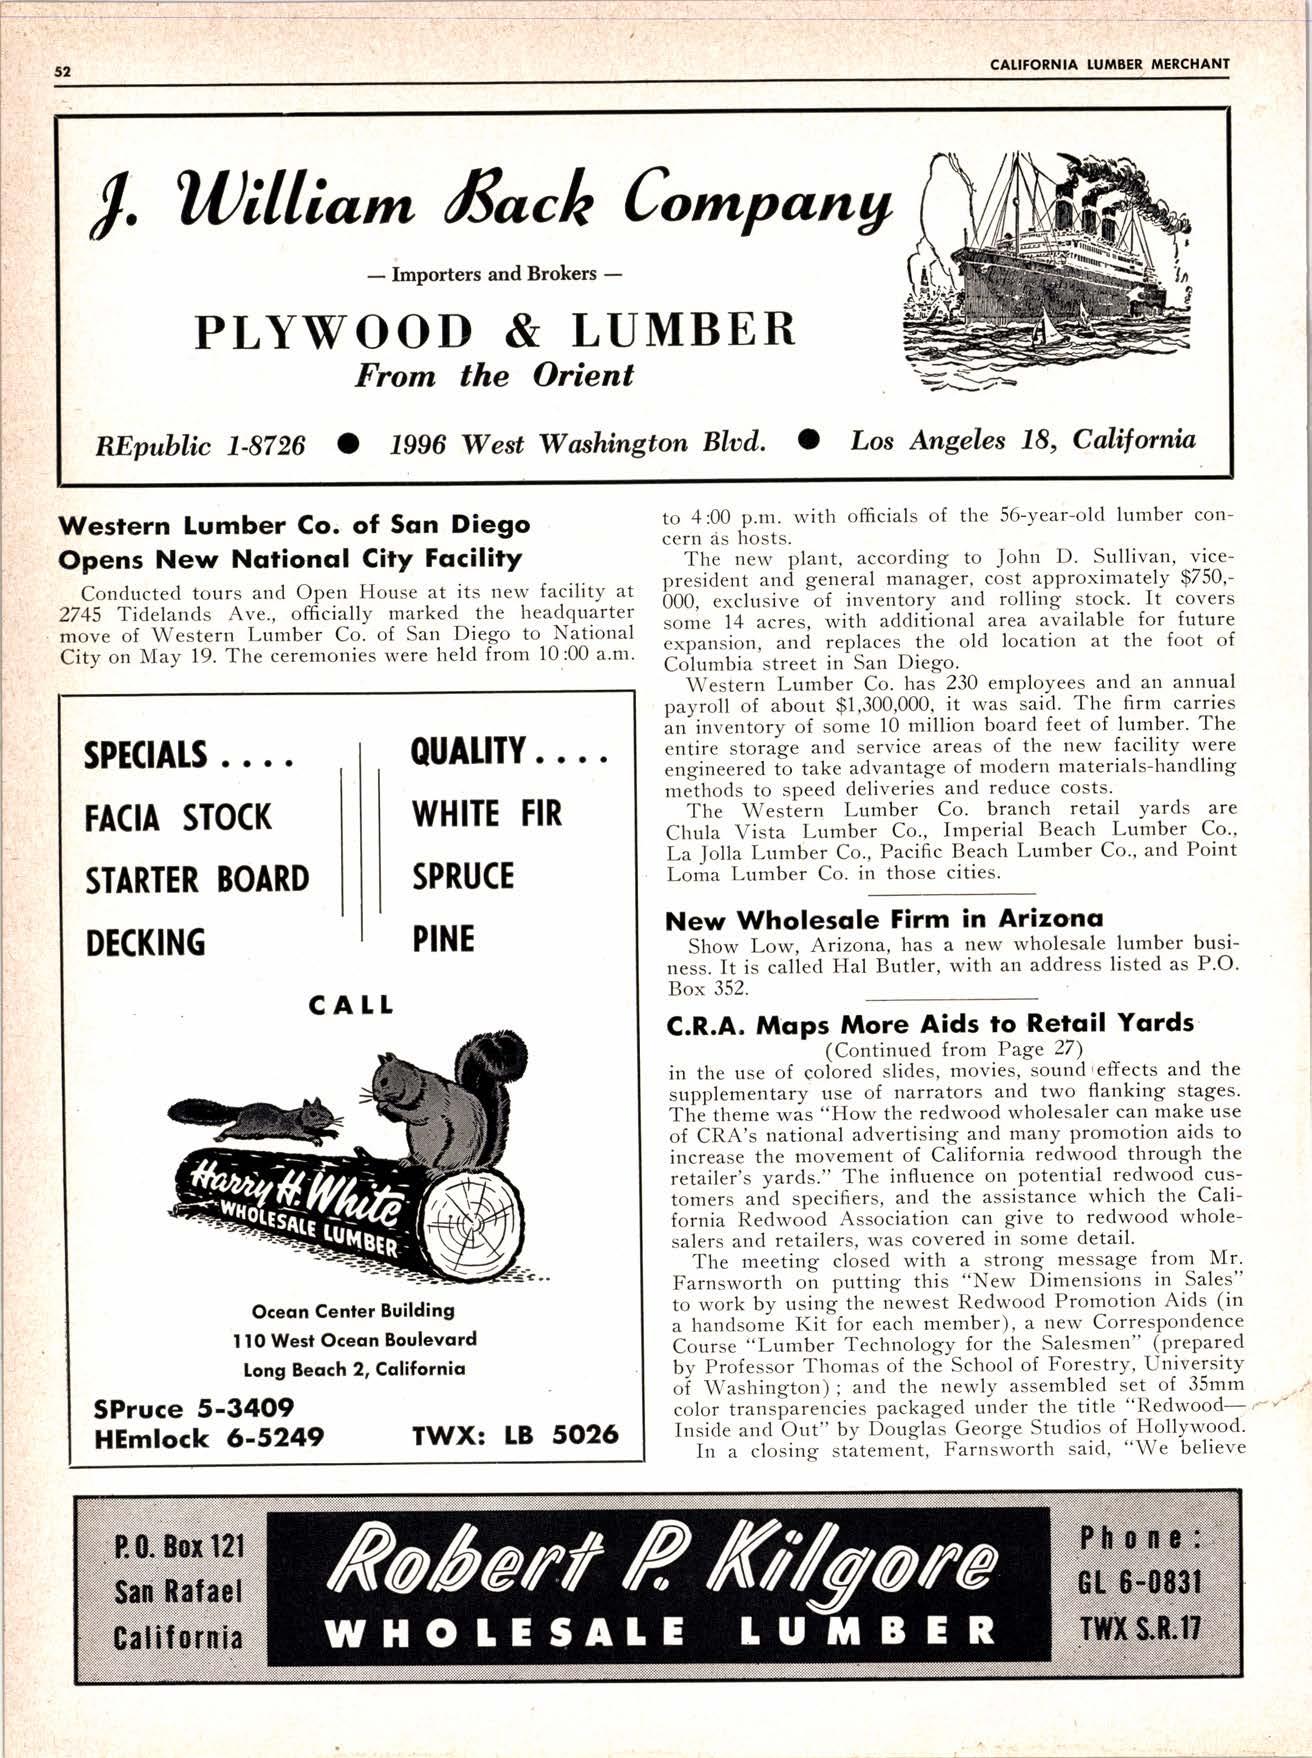 52
CALIFORNIA LUMBER MERCHANT
J. William Back Company
— Importers and Brokers —
PLYWOOD & LUMBER
From the Orient
REpublic 1-8726 ● 1996 West Washington Blvd. ● Los Angeles 18, California
Western Lumber Co. of San Diego
Opens New National City Facility
Conducted tours and Open House at its new facility at
2745 Tidelands Ave., officially marked the headquarter
move of Western Lumber Co. of San Diego to National
City on May 19. The ceremonies were held from 10:00 a.m.
to 4:00 p.m. with officials of the 56-year-old lumber con-
cern as hosts.
The new plant, according to John D. Sullivan, vice-
president and general manager, cost approximately $750,-
000, exclusive of inventory and rolling stock. It covers
some 14 acres, with additional area available for future
expansion, and replaces the old location at the foot of
Columbia street in San Diego.
Western Lumber Co. has 230 employees and an annual
payroll of about $1,300,000, it was said. The firm carries
an inventory of some 10 million board feet of lumber. The
entire storage and service areas of the new facility were
engineered to take advantage of modern materials-handling
methods to speed deliveries and reduce costs.
The Western Lumber Co. branch retail yards are
Chula Vista Lumber Co., Imperial Beach Lumber Co.,
La Jolla Lumber Co., Pacific Beach Lumber Co., and Point
Loma Lumber Co. in those cities.
New Wholesale Firm in Arizona
Show Low, Arizona, has a new wholesale lumber busi-
ness. It is called Hal Butler, with an address listed as P.O.
Box 352.
C.R.A. Maps More Aids to Retail Yards
(Continued from Page 27)
in the use of colored slides, movies, sound effects and the
supplementary use of narrators and two flanking stages.
The theme was "How the redwood wholesaler can make use
of CRA's national advertising and many promotion aids to
increase the movement of California redwood through the
retailer's yards." The influence on potential redwood cus-
tomers and specifiers, and the assistance which the Cali-
fornia Redwood Association can give to redwood whole-
salers and retailers, was covered in some detail.
The meeting closed with a strong message from Mr.
Farnsworth on putting this "New Dimensions in Sales"
to work by using the newest Redwood Promotion Aids (in
a handsome Kit for each member), a new Correspondence
Course "Lumber Technology for the Salesmen" (prepared
by Professor Thomas of the School of Forestry, University
of Washington); and the newly assembled set of 35mm
color transparencies packaged under the title "Redwood—
Inside and Out" by Douglas George Studios of Hollywood.
In a closing statement, Farnsworth said, "We believe
SPECIALS ....
FACIA STOCK
STARTER BOARD
DECKING
QUALITY ....
WHITE FIR
SPRUCE
PINE
CALL
Harry H. White
WHOLESALE LUMBER
Ocean Center Building
110 West Ocean Boulevard
Long Beach 2, California
SPruce 5-3409
HEmlock 6-5249
TWX: LB 5026
P.O. Box 121
San Rafael
California
Robert P. Kilgore
WHOLESALE LUMBER
Phone:
GL 6-0831
TWX S.R.17